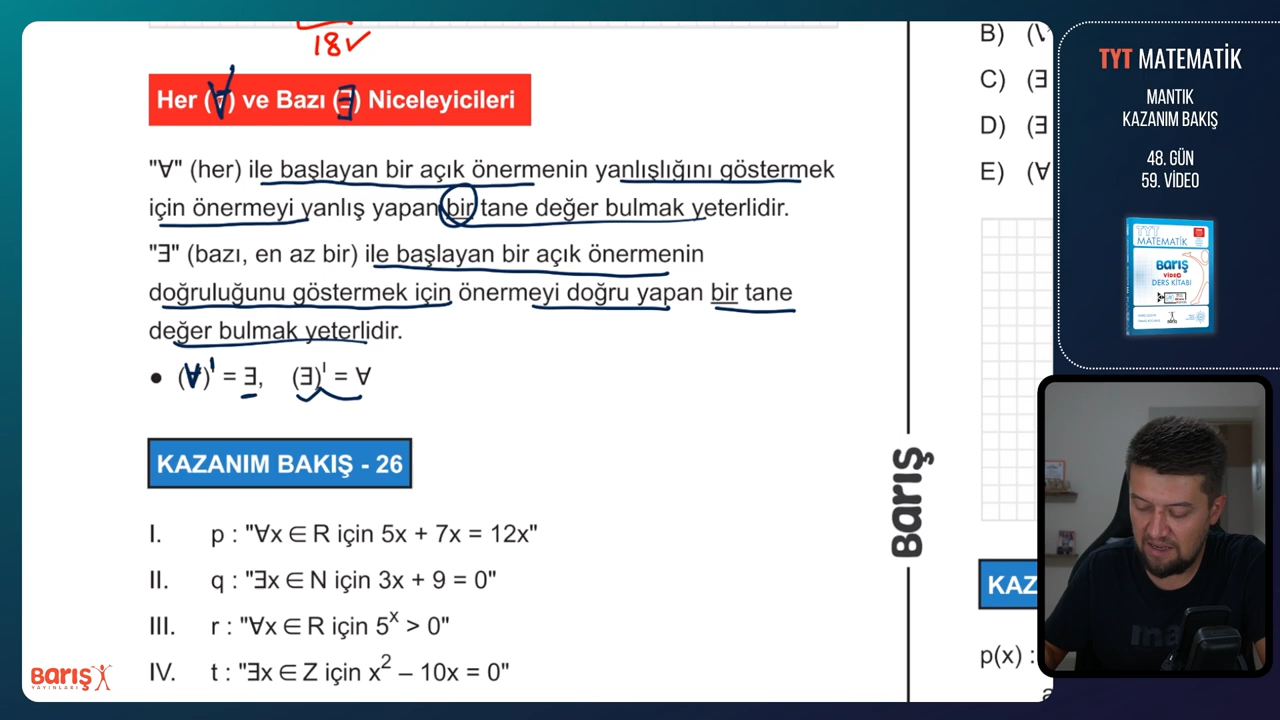 18✓
Her (∀) ve Bazı (∃) Niceleyicileri
"∀" (her) ile başlayan bir açık önermenin yanlışlığını göstermek
için önermeyi yanlış yapan bir tane değer bulmak yeterlidir.
"∃" (bazı, en az bir) ile başlayan bir açık önermenin
doğruluğunu göstermek için önermeyi doğru yapan bir tane
değer bulmak yeterlidir.
● (∀)' = ∃, (∃)' = ∀
KAZANIM BAKIŞ - 26
I. p : "∀x ∈ R için 5x + 7x = 12x"
II. q : "∃x ∈ N için 3x + 9 = 0"
III. r : "∀x ∈ R için 5ˣ > 0"
IV. t : "∃x ∈ Z için x² – 10x = 0"
BARIŞ
YAYINLARI
Barış
B)
C) (∃
D) (∃
E) (∀
KAZ
p(x) :
TYT MATEMATİK
MANTIK
KAZANIM BAKIŞ
48. GÜN
59. VİDEO
TYT
MATEMATİK
Barış
VİDEO
DERS KİTABI